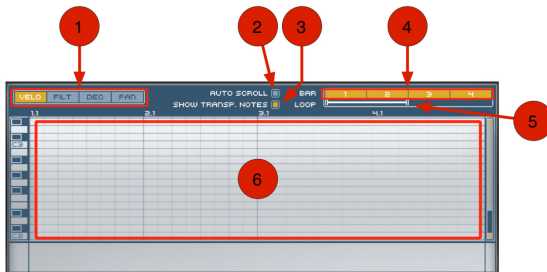 1 2 3 4
VELO FILT DEC PAN AUTO SCROLL BAR 1 2 3 4
SHOW TRANSP. NOTES LOOP
5
1.1 2.1 3.1 4.1
C3
6
C2